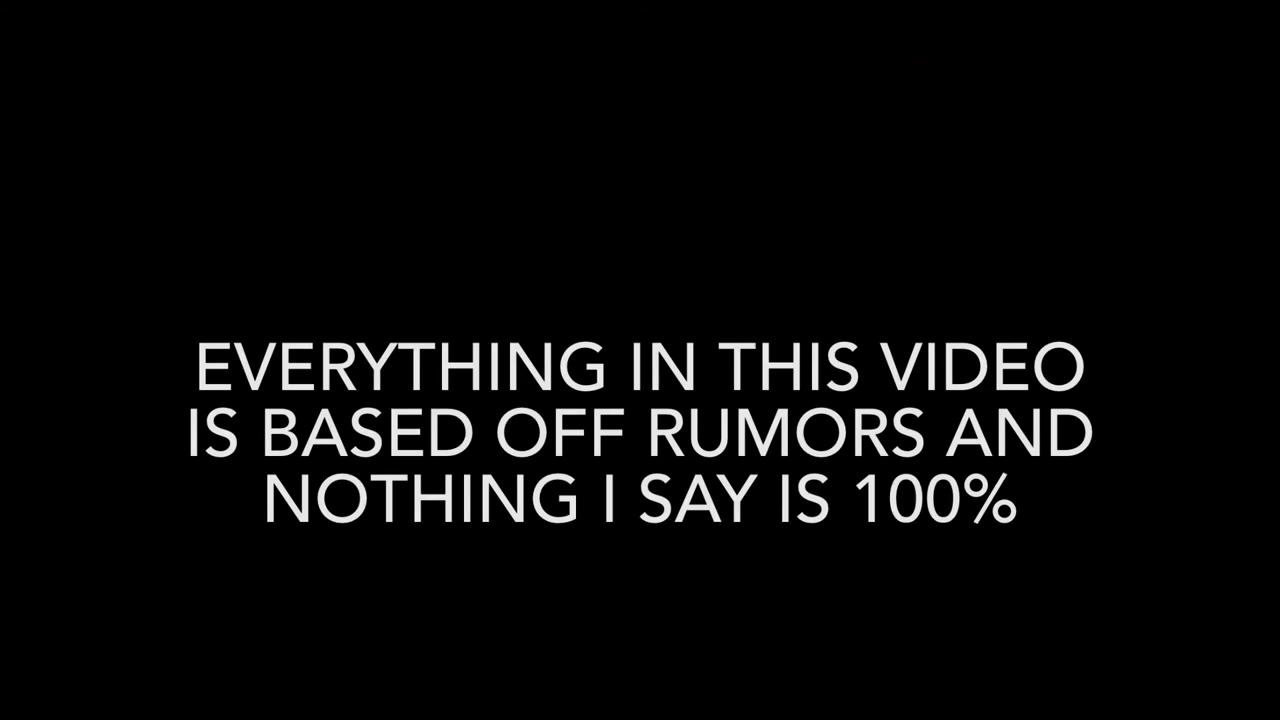 EVERYTHING IN THIS VIDEO
IS BASED OFF RUMORS AND
NOTHING I SAY IS 100%